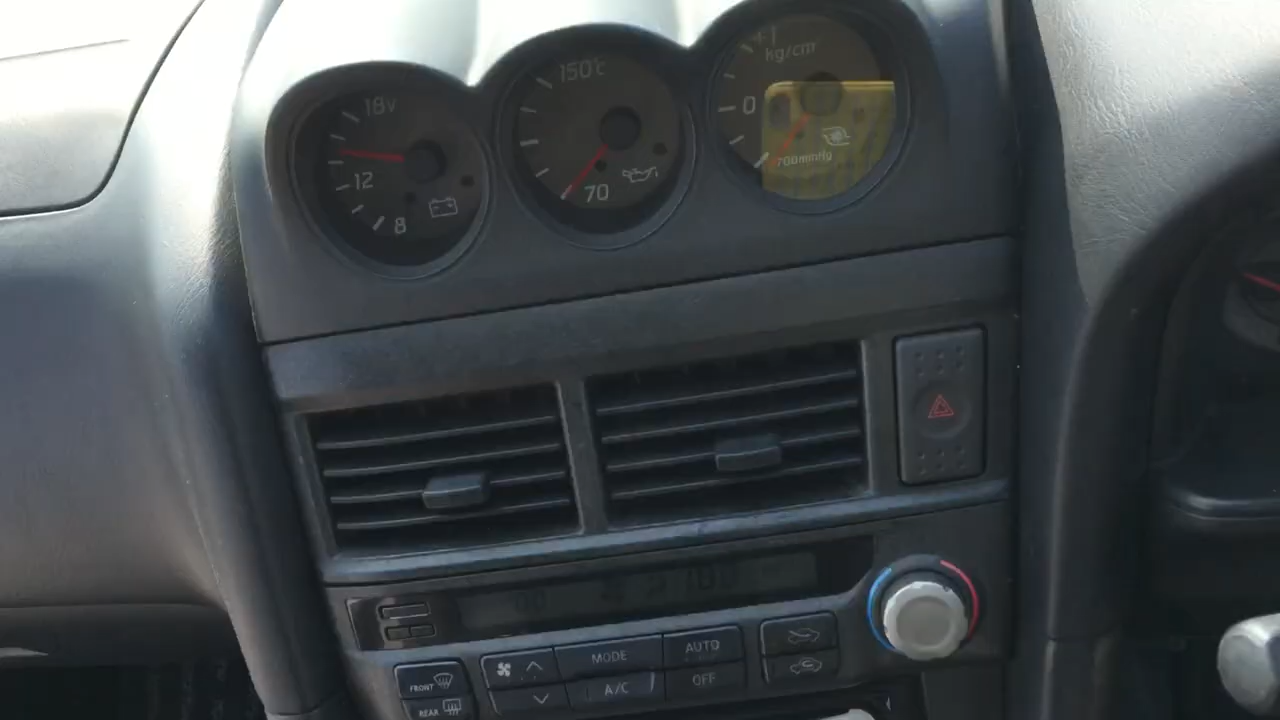 18v
12
8
150℃
70
+1
kg/cm
0
700mmHg
MODE
AUTO
A/C
OFF
FRONT
REAR